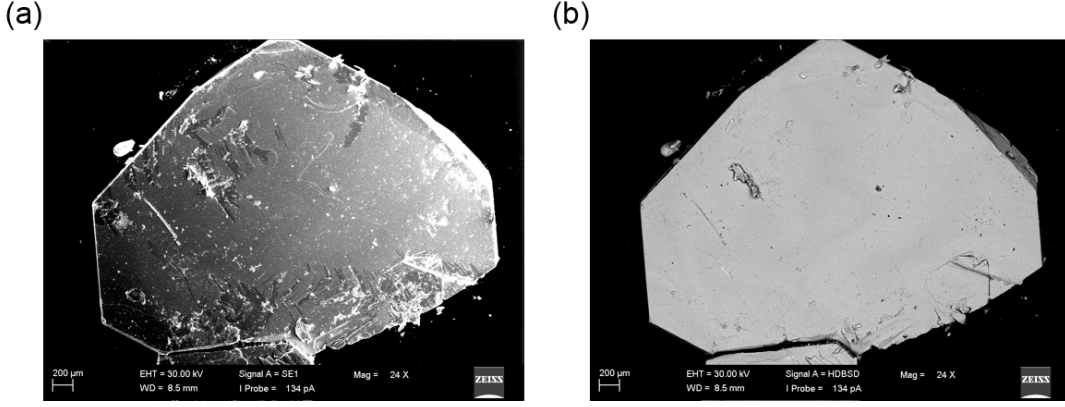 (a)
(b)
200 µm
EHT = 30.00 kV
Signal A = SE1
Mag = 24 X
WD = 8.5 mm
I Probe = 134 pA
ZEISS
200 µm
EHT = 30.00 kV
Signal A = HDBSD
Mag = 24 X
WD = 8.5 mm
I Probe = 134 pA
ZEISS